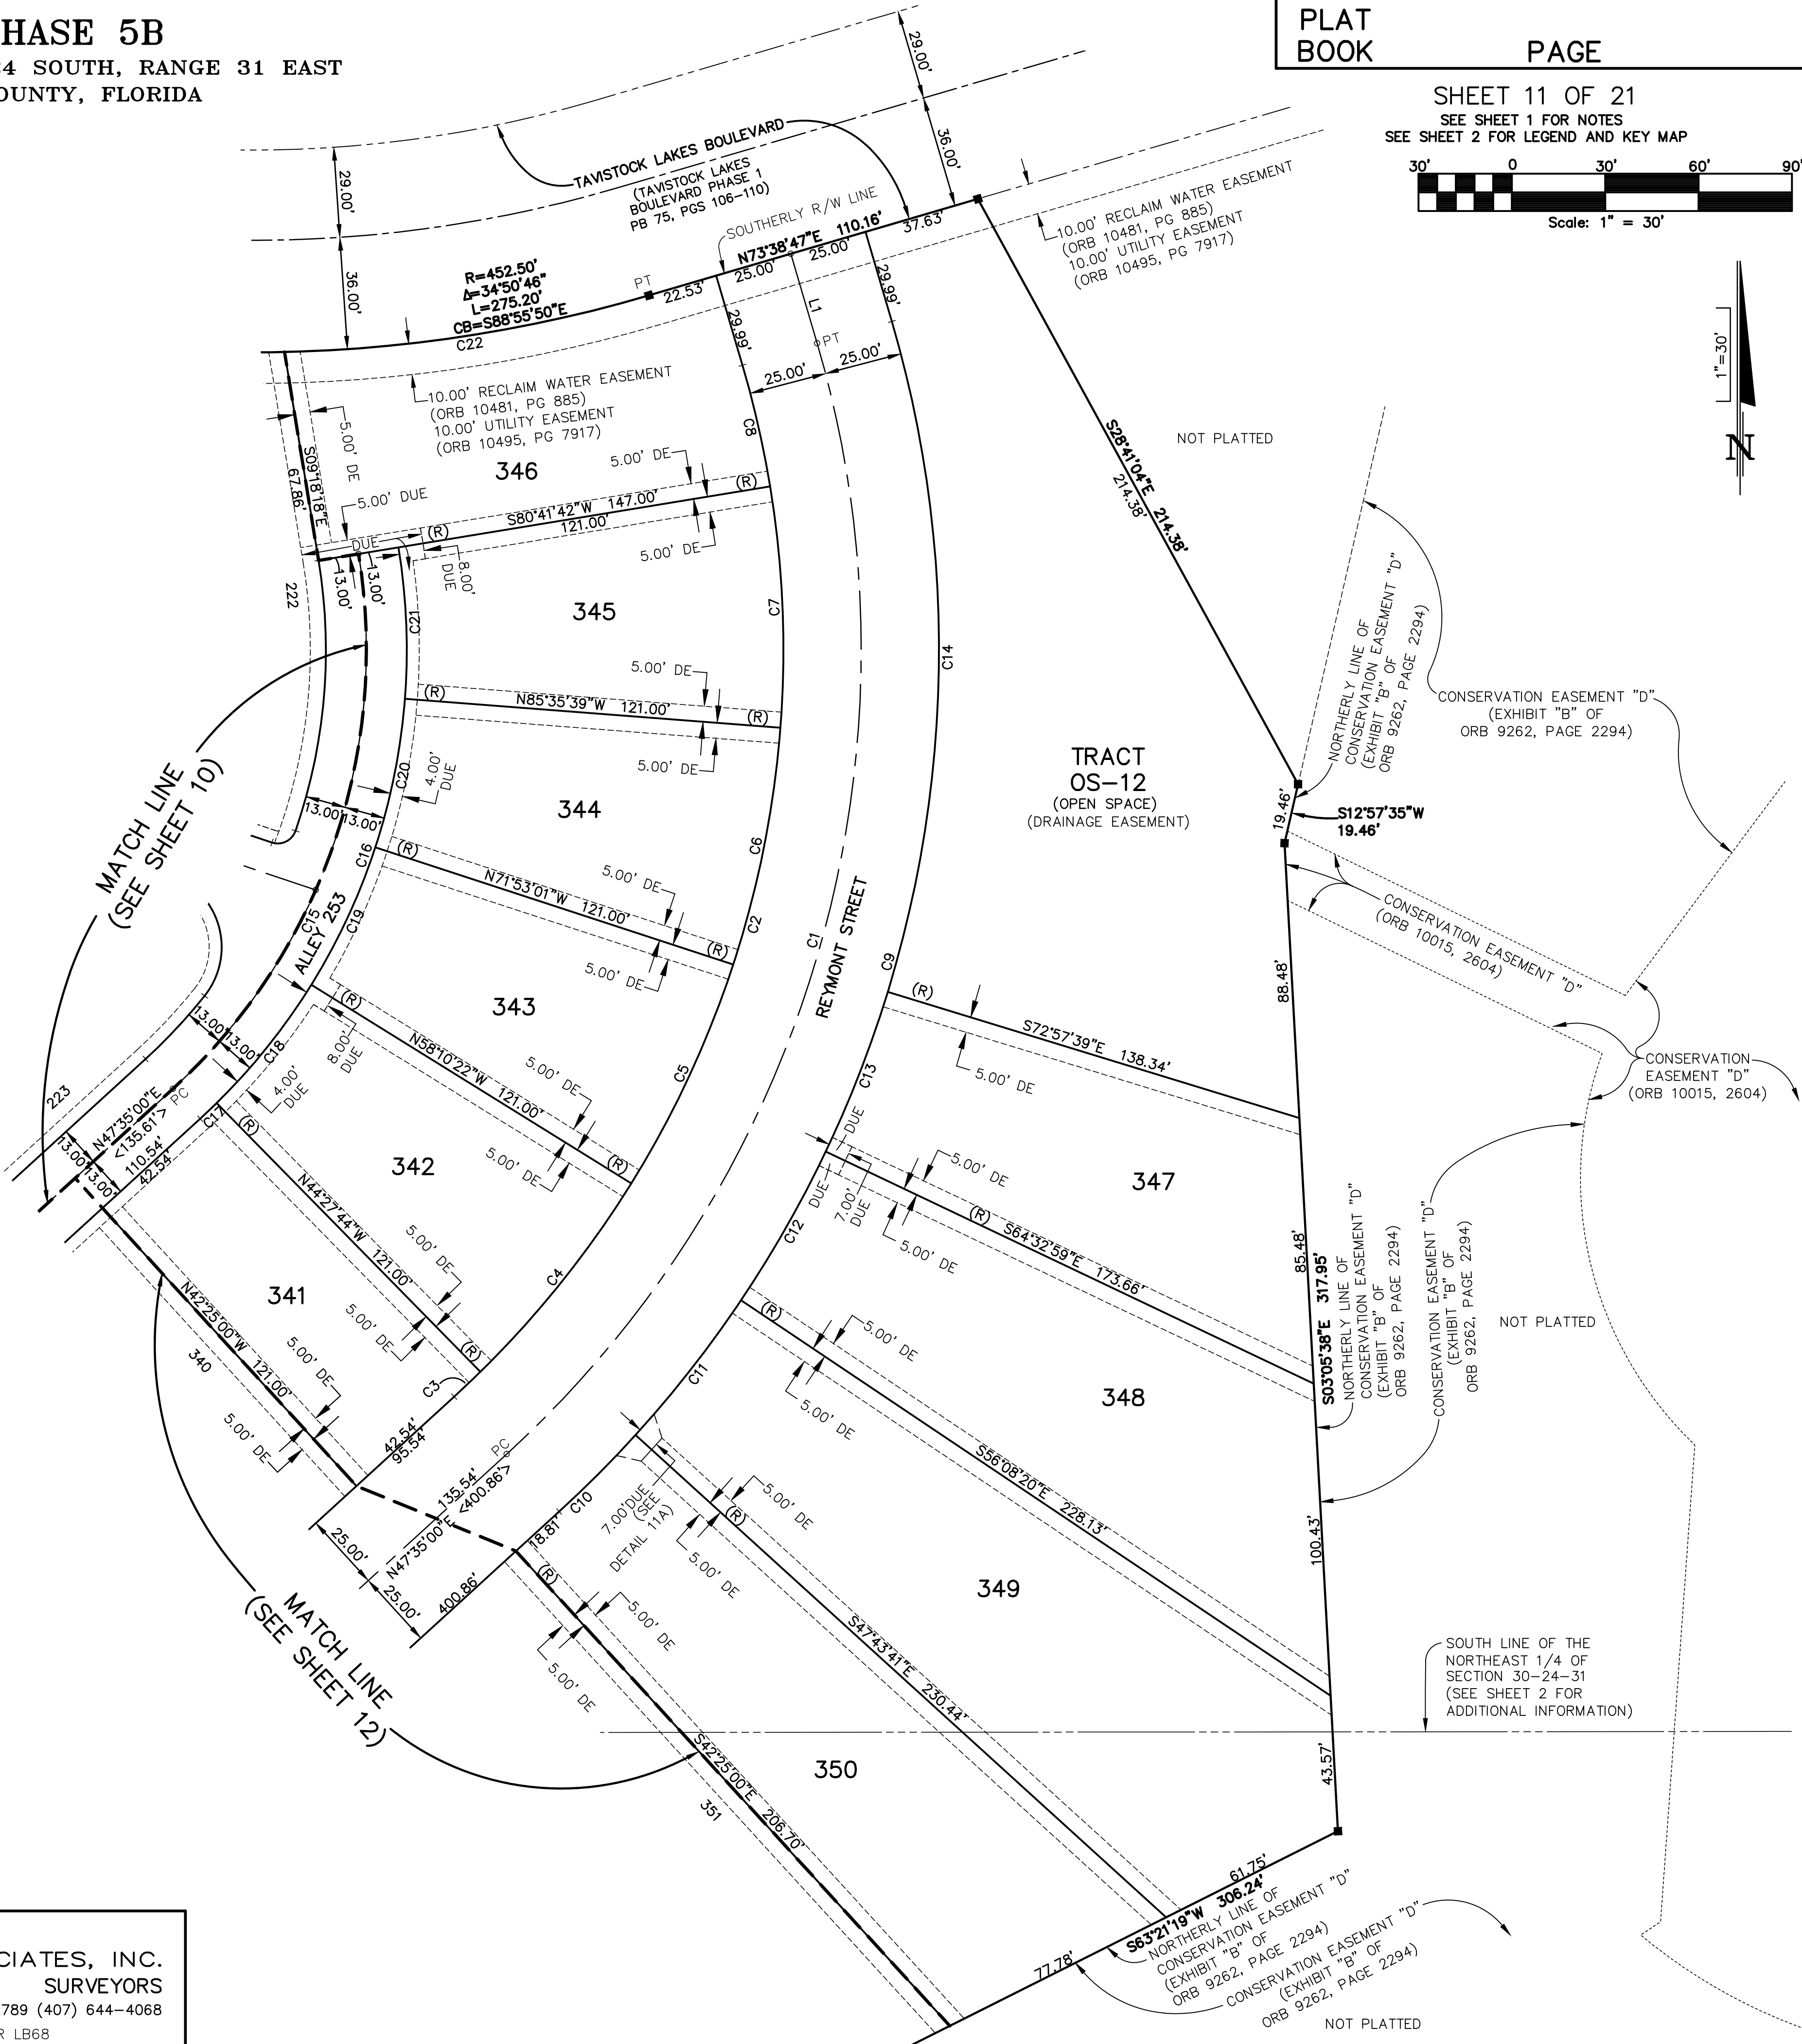 HASE 5B
24 SOUTH, RANGE 31 EAST
OUNTY, FLORIDA
PLAT
BOOK PAGE
SHEET 11 OF 21
SEE SHEET 1 FOR NOTES
SEE SHEET 2 FOR LEGEND AND KEY MAP
30' 0 30' 60' 90'
Scale: 1" = 30'
1"=30'
N
29.00'
36.00'
29.00'
36.00'
TAVISTOCK LAKES BOULEVARD
(TAVISTOCK LAKES
BOULEVARD PHASE 1
PB 75, PGS 106-110)
SOUTHERLY R/W LINE
N73°38'47"E 110.16'
22.53'
25.00'
25.00'
37.63'
PT
R=452.50'
Δ=34°50'46"
L=275.20'
CB=S88°55'50"E
C22
10.00' RECLAIM WATER EASEMENT
(ORB 10481, PG 885)
10.00' UTILITY EASEMENT
(ORB 10495, PG 7917)
10.00' RECLAIM WATER EASEMENT
(ORB 10481, PG 885)
10.00' UTILITY EASEMENT
(ORB 10495, PG 7917)
29.99'
L1
29.99'
PT
25.00'
25.00'
C8
S09°18'18"E
67.86'
5.00' DE
5.00' DUE
346
5.00' DE
S80°41'42"W 147.00'
121.00'
(R)
(R)
5.00' DE
DUE
13.00'
13.00'
8.00'
DUE
222
C21
345
C7
C14
5.00' DE
N85°35'39"W 121.00'
(R)
(R)
5.00' DE
C20
4.00'
DUE
344
C6
13.00'
13.00'
C16
(R)
5.00' DE
N71°53'01"W 121.00'
(R)
5.00' DE
C2
C1
REYMONT STREET
C9
MATCH LINE
(SEE SHEET 10)
C15
ALLEY 253
C19
(R)
343
8.00'
DUE
N58°10'22"W 121.00'
5.00' DE
5.00' DE
(R)
C5
13.00'
13.00'
C18
4.00'
DUE
223
N47°35'00"E
<135.61'>
PC
110.54'
42.54'
C17
13.00'
13.00'
(R)
342
N44°27'44"W 121.00'
5.00' DE
5.00' DE
(R)
C4
C3
341
N42°25'00"W 121.00'
5.00' DE
5.00' DE
340
42.54'
95.54'
PC
135.54'
N47°35'00"E <400.86'>
25.00'
25.00'
400.86'
18.81'
C10
MATCH LINE
(SEE SHEET 12)
NOT PLATTED
S28°41'04"E 214.38'
214.38'
NORTHERLY LINE OF
CONSERVATION EASEMENT "D"
(EXHIBIT "B" OF
ORB 9262, PAGE 2294)
CONSERVATION EASEMENT "D"
(EXHIBIT "B" OF
ORB 9262, PAGE 2294)
TRACT
OS-12
(OPEN SPACE)
(DRAINAGE EASEMENT)
19.46'
S12°57'35"W
19.46'
CONSERVATION EASEMENT "D"
(ORB 10015, 2604)
CONSERVATION
EASEMENT "D"
(ORB 10015, 2604)
88.48'
(R)
S72°57'39"E 138.34'
5.00' DE
C13
DUE
DUE
7.00'
DUE
5.00' DE
347
(R)
S64°32'59"E 173.66'
5.00' DE
C12
85.48'
S03°05'38"E 317.95'
NORTHERLY LINE OF
CONSERVATION EASEMENT "D"
(EXHIBIT "B" OF
ORB 9262, PAGE 2294)
CONSERVATION EASEMENT "D"
(EXHIBIT "B" OF
ORB 9262, PAGE 2294)
NOT PLATTED
(R)
5.00' DE
5.00' DE
348
S56°08'20"E 228.13'
C11
100.43'
7.00'DUE
(SEE
DETAIL 11A)
5.00' DE
(R)
5.00' DE
349
S47°43'41"E 230.44'
(R)
5.00' DE
5.00' DE
SOUTH LINE OF THE
NORTHEAST 1/4 OF
SECTION 30-24-31
(SEE SHEET 2 FOR
ADDITIONAL INFORMATION)
350
43.57'
S42°25'00"E 206.70'
351
61.75'
S63°21'19"W 306.24'
NORTHERLY LINE OF
CONSERVATION EASEMENT "D"
(EXHIBIT "B" OF
ORB 9262, PAGE 2294)
77.78'
CONSERVATION EASEMENT "D"
(EXHIBIT "B" OF
ORB 9262, PAGE 2294)
NOT PLATTED
CIATES, INC.
SURVEYORS
789 (407) 644-4068
R LB68